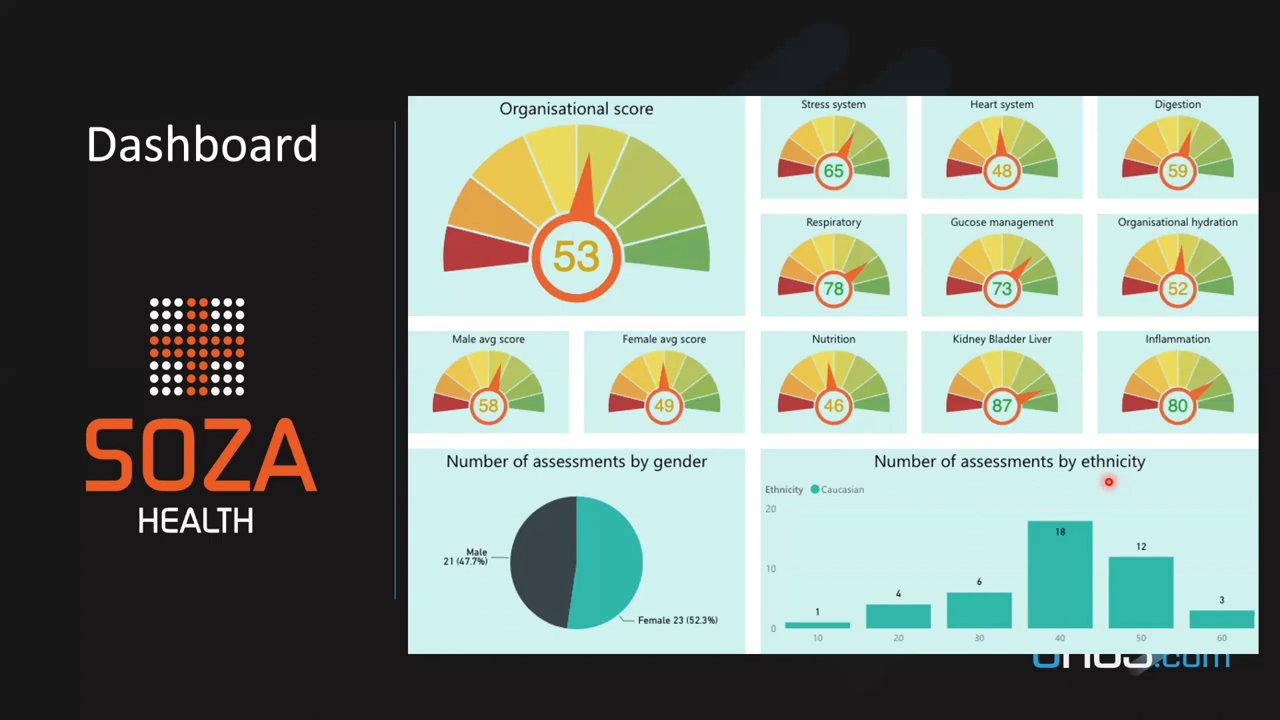 Dashboard
SOZA
HEALTH
Organisational score
53
Stress system
65
Heart system
48
Digestion
59
Respiratory
78
Gucose management
73
Organisational hydration
52
Male avg score
58
Female avg score
49
Nutrition
46
Kidney Bladder Liver
87
Inflammation
80
Number of assessments by gender
Male
21 (47.7%)
Female 23 (52.3%)
Number of assessments by ethnicity
Ethnicity Caucasian
20
10
0
1
4
6
18
12
3
10
20
30
40
50
60
.com